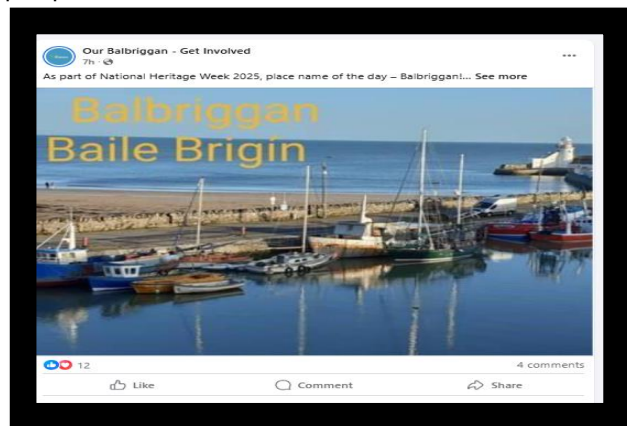 Our Balbriggan - Get Involved
7h ·
As part of National Heritage Week 2025, place name of the day – Balbriggan!... See more
Balbriggan
Baile Brigín
12
4 comments
Like
Comment
Share